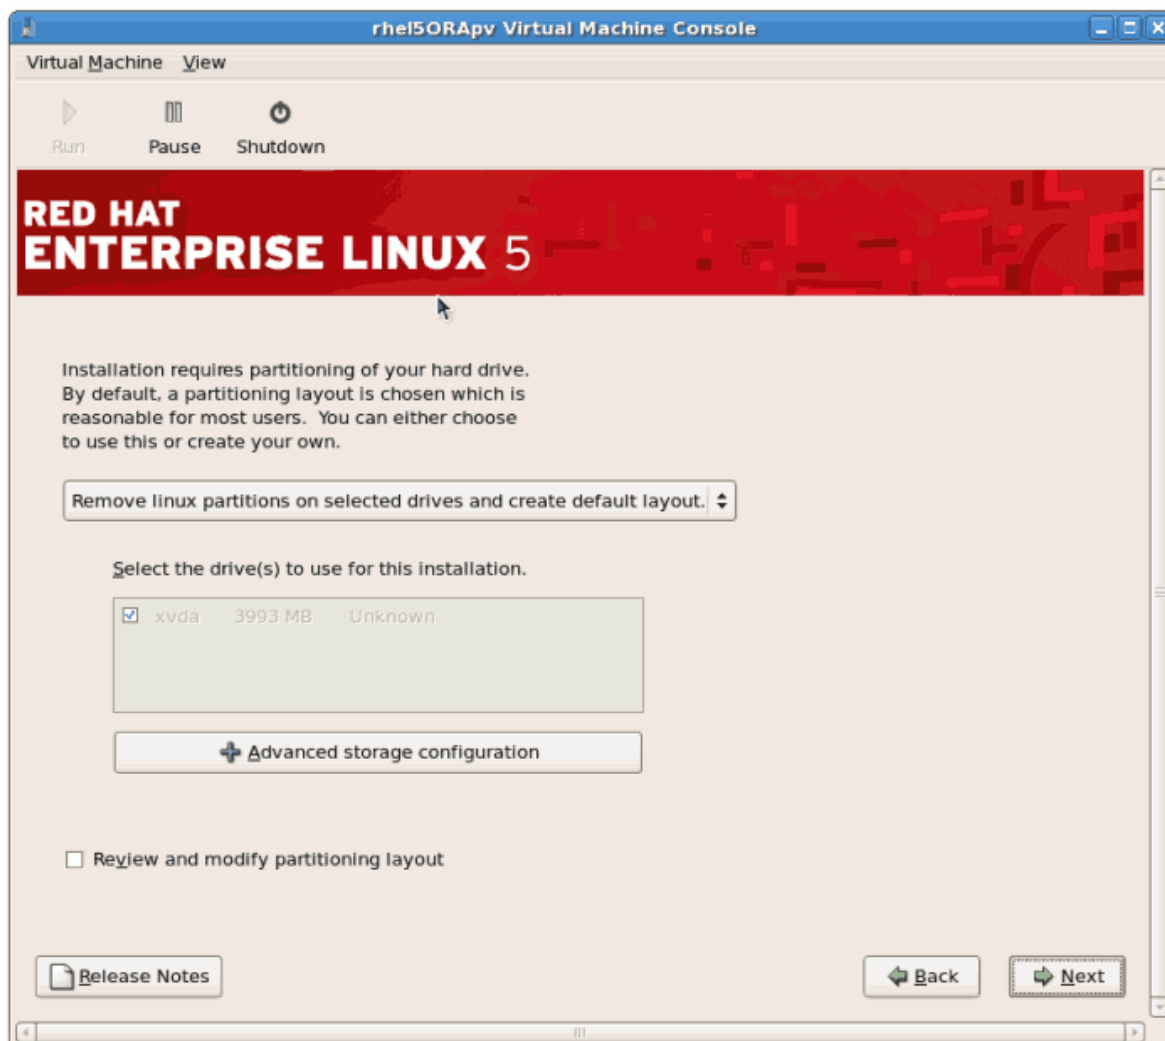 rhel5ORApv Virtual Machine Console
Virtual Machine View
Run Pause Shutdown
RED HAT
ENTERPRISE LINUX 5
Installation requires partitioning of your hard drive.
By default, a partitioning layout is chosen which is
reasonable for most users.  You can either choose
to use this or create your own.
Remove linux partitions on selected drives and create default layout.
Select the drive(s) to use for this installation.
xvda 3993 MB Unknown
Advanced storage configuration
Review and modify partitioning layout
Release Notes Back Next